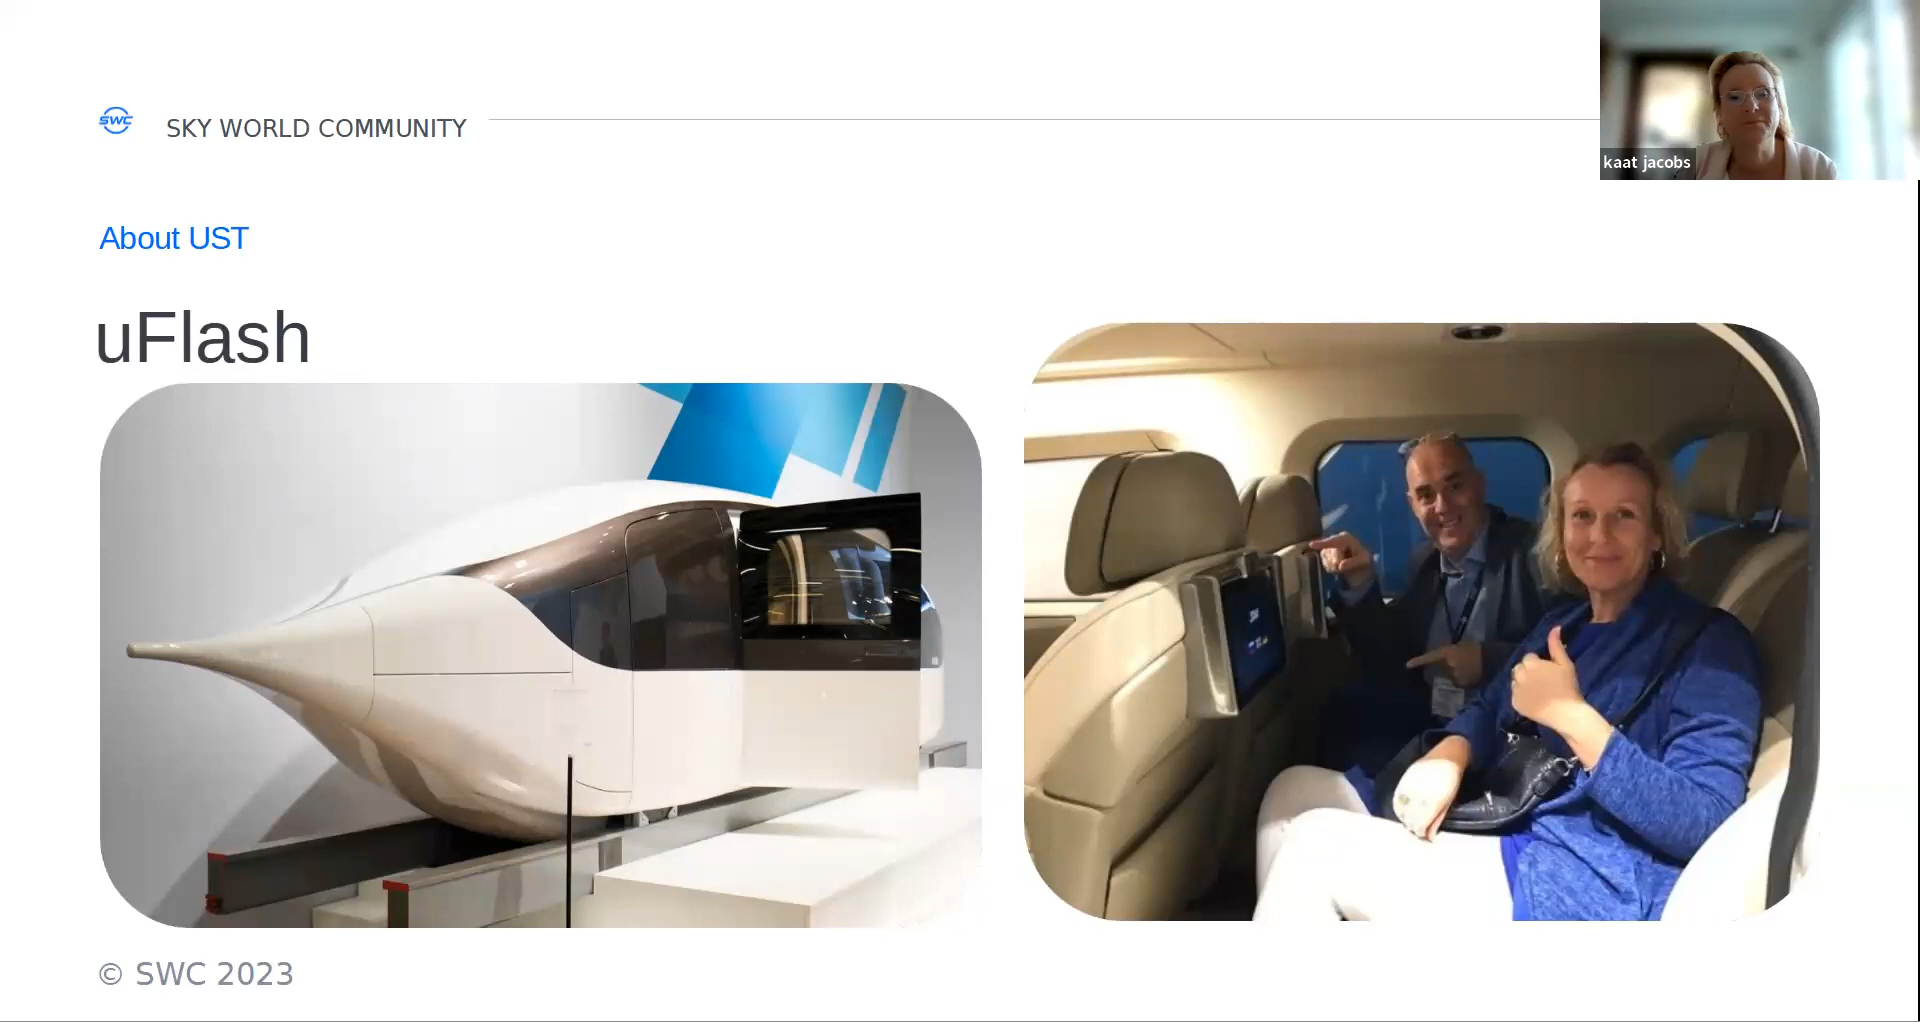 SWC
SKY WORLD COMMUNITY
kaat jacobs
About UST
uFlash
© SWC 2023